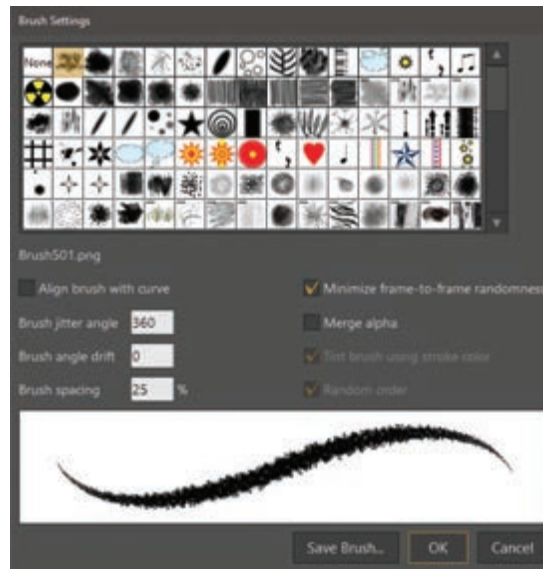 Brush Settings
None
Brush501.png
Align brush with curve
Minimize frame-to-frame randomness
Brush jitter angle 360
Merge alpha
Brush angle drift 0
Tint brush using stroke color
Brush spacing 25 %
Random order
Save Brush... OK Cancel